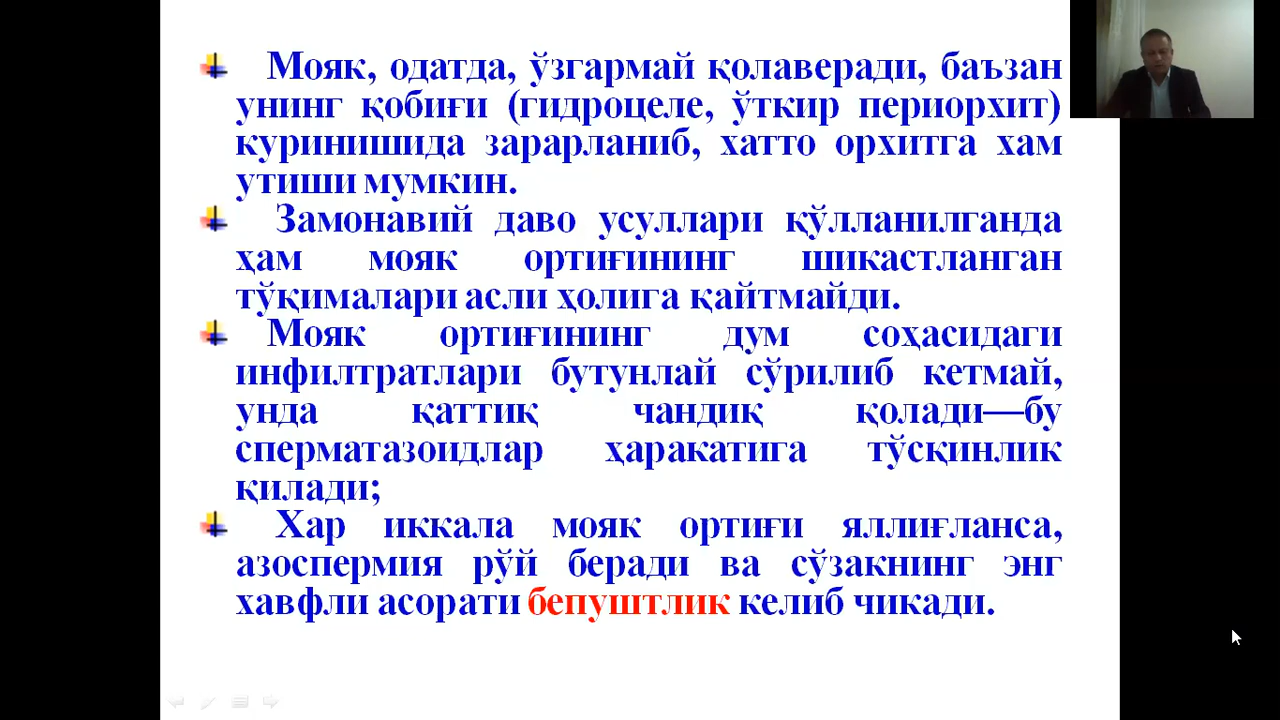 Мояк, одатда, ўзгармай қолаверади, баъзан
унинг қобиғи (гидроцеле, ўткир периорхит)
куринишида зарарланиб, хатто орхитга хам
утиши мумкин.
Замонавий даво усуллари қўлланилганда
ҳам мояк ортиғининг шикастланган
тўқималари асли ҳолига қайтмайди.
Мояк ортиғининг дум соҳасидаги
инфилтратлари бутунлай сўрилиб кетмай,
унда қаттиқ чандиқ қолади—бу
сперматазоидлар ҳаракатига тўсқинлик
қилади;
Хар иккала мояк ортиғи яллиғланса,
азоспермия рўй беради ва сўзакнинг энг
хавфли асорати бепуштлик келиб чикади.